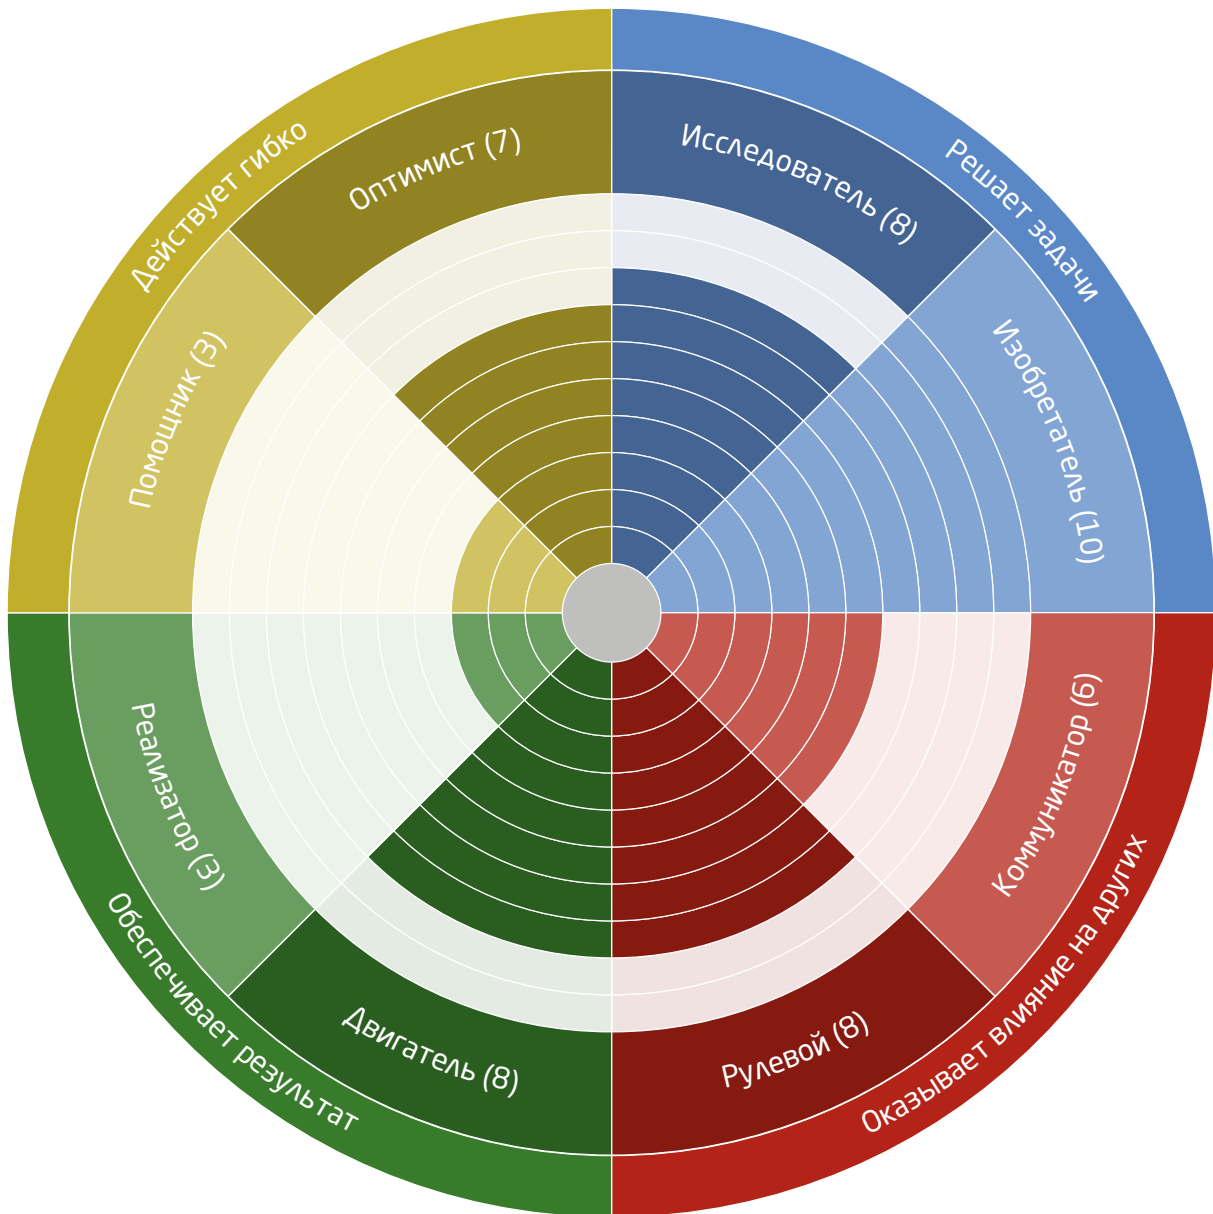 Действует гибко
Решает задачи
Оптимист (7)
Исследователь (8)
Помощник (3)
Изобретатель (10)
Реализатор (3)
Коммуникатор (6)
Двигатель (8)
Рулевой (8)
Обеспечивает результат
Оказывает влияние на других